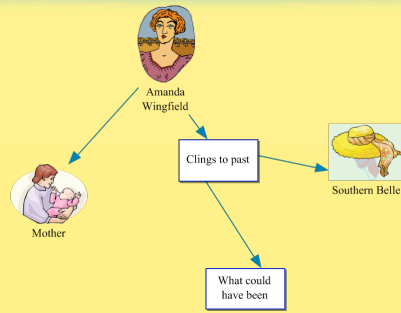 Amanda
Wingfield
Clings to past
Southern Belle
Mother
What could
have been